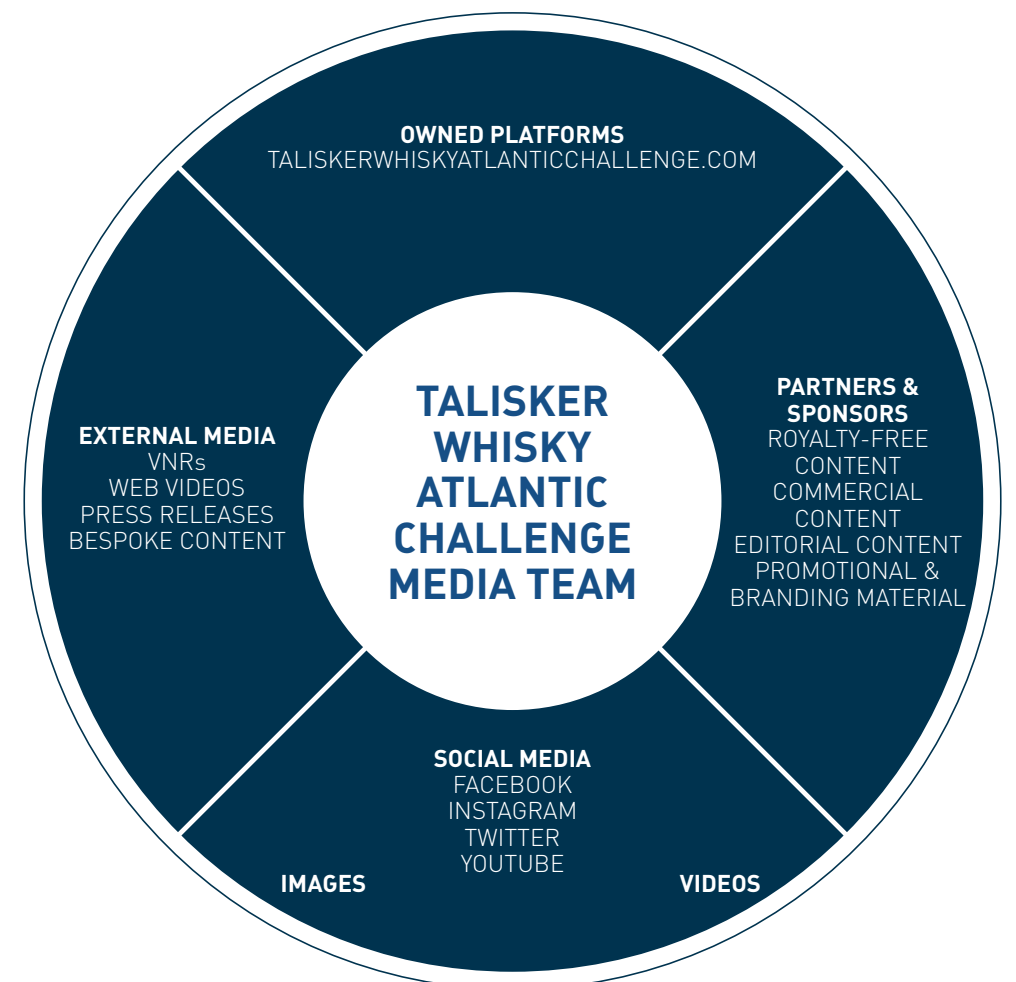 OWNED PLATFORMS
TALISKERWHISKYATLANTICCHALLENGE.COM
EXTERNAL MEDIA
VNRs
WEB VIDEOS
PRESS RELEASES
BESPOKE CONTENT
TALISKER
WHISKY
ATLANTIC
CHALLENGE
MEDIA TEAM
PARTNERS &
SPONSORS
ROYALTY-FREE
CONTENT
COMMERCIAL
CONTENT
EDITORIAL CONTENT
PROMOTIONAL &
BRANDING MATERIAL
SOCIAL MEDIA
FACEBOOK
INSTAGRAM
TWITTER
YOUTUBE
IMAGES
VIDEOS